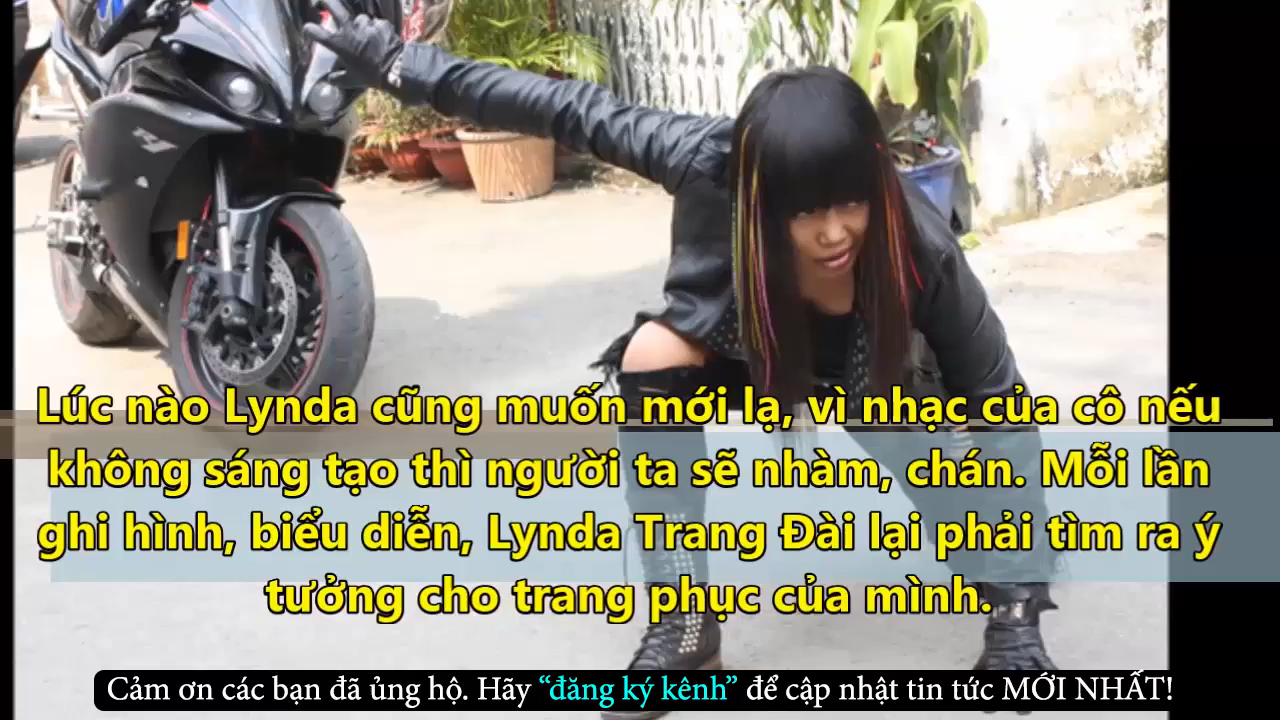 Lúc nào Lynda cũng muốn mới lạ, vì nhạc của cô nếu
không sáng tạo thì người ta sẽ nhàm, chán. Mỗi lần
ghi hình, biểu diễn, Lynda Trang Đài lại phải tìm ra ý
tưởng cho trang phục của mình.
Cảm ơn các bạn đã ủng hộ. Hãy “đăng ký kênh” để cập nhật tin tức MỚI NHẤT!